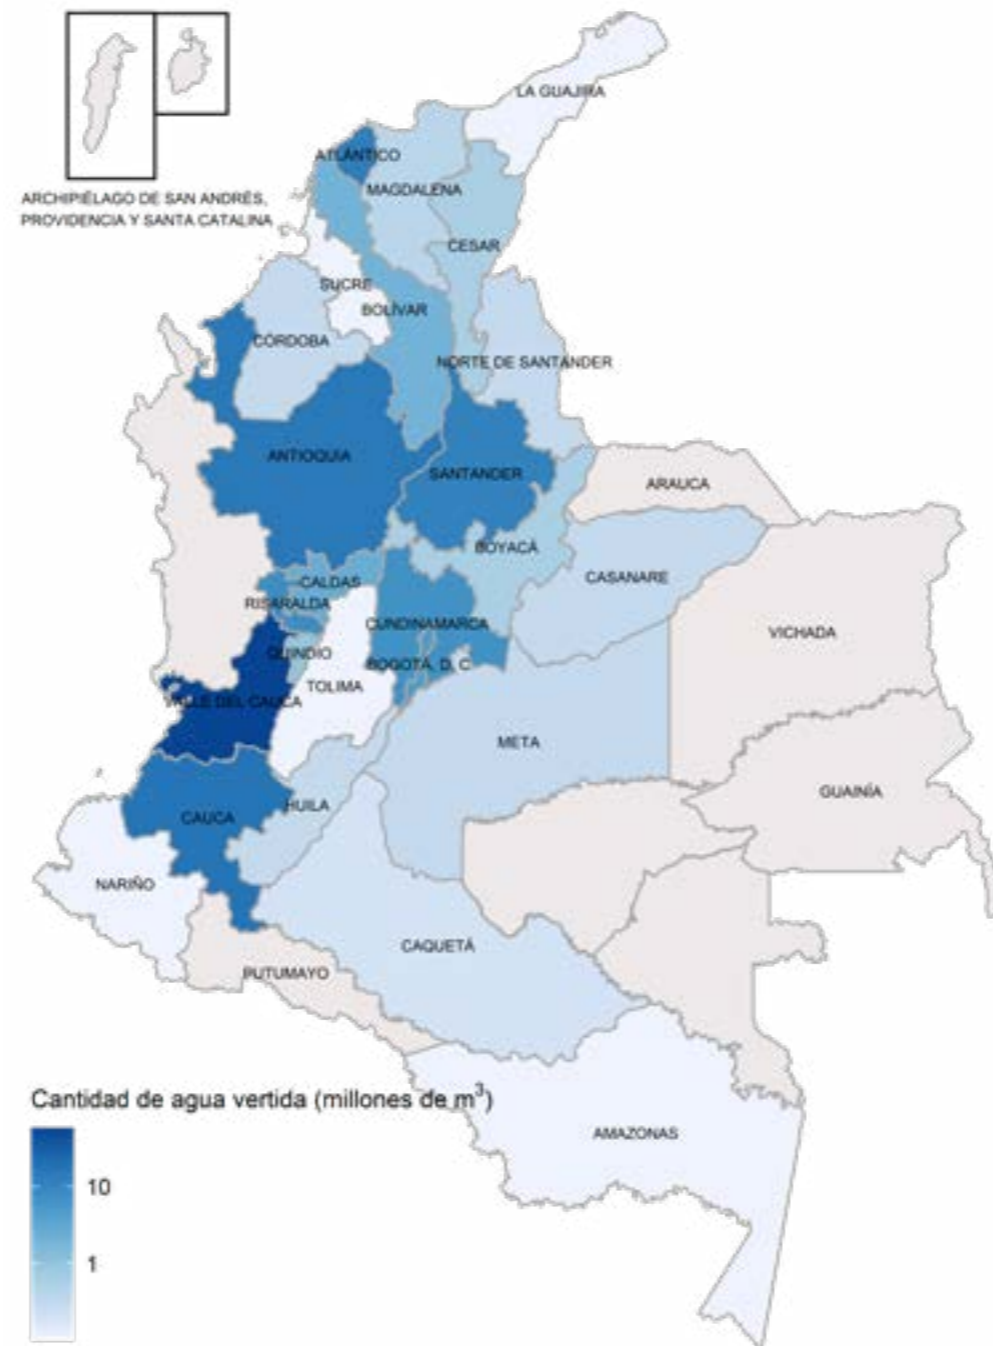 LA GUAJIRA
ATLÁNTICO
MAGDALENA
ARCHIPIÉLAGO DE SAN ANDRÉS,
PROVIDENCIA Y SANTA CATALINA
CESAR
SUCRE
BOLÍVAR
CÓRDOBA
NORTE DE SANTANDER
ANTIOQUIA
SANTANDER
ARAUCA
BOYACÁ
CALDAS
CASANARE
RISARALDA
CUNDINAMARCA
VICHADA
QUINDIO
BOGOTÁ, D. C
TOLIMA
VALLE DEL CAUCA
META
GUAINÍA
HUILA
CAUCA
NARIÑO
CAQUETÁ
PUTUMAYO
Cantidad de agua vertida (millones de m³)
AMAZONAS
10
1